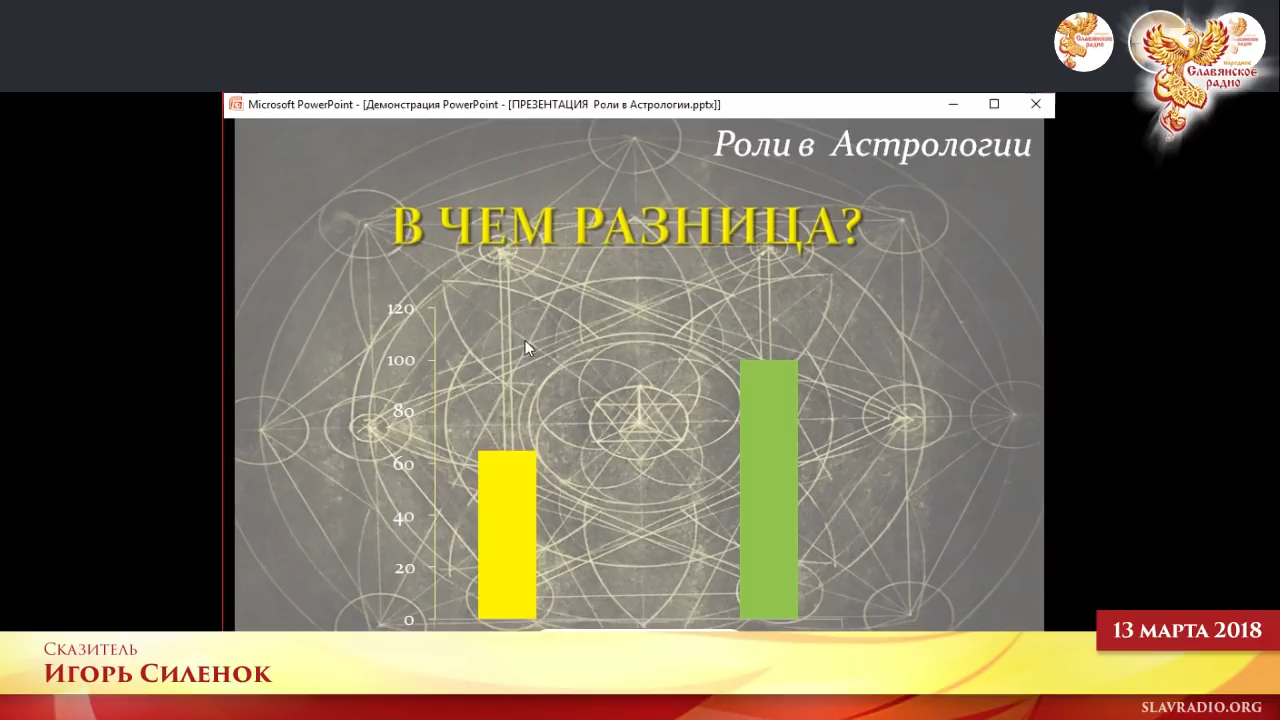 Славянское
радио
народное
Славянское
радио
Microsoft PowerPoint - [Демонстрация PowerPoint - [ПРЕЗЕНТАЦИЯ Роли в Астрологии.pptx]]
Роли в Астрологии
В ЧЕМ РАЗНИЦА?
120
100
80
60
40
20
0
13 МАРТА 2018
Сказитель
Игорь Силенок
SLAVRADIO.ORG